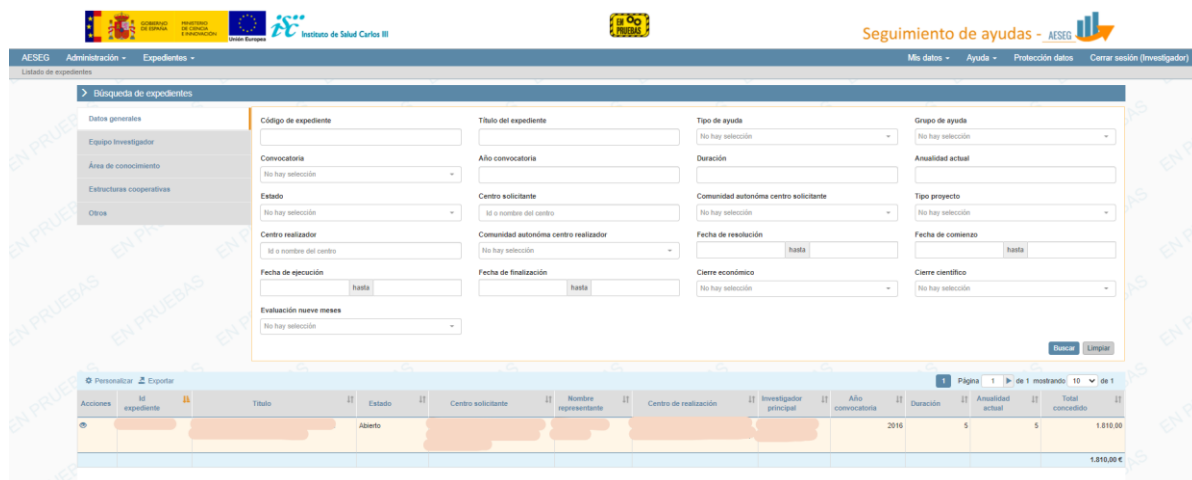 GOBIERNO DE ESPAÑA
MINISTERIO DE CIENCIA E INNOVACIÓN
Unión Europea
isc Instituto de Salud Carlos III
EN PRUEBAS
Seguimiento de ayudas - AESEG
AESEG Administración Expedientes Mis datos Ayuda Protección datos Cerrar sesión (Investigador)
Listado de expedientes
Búsqueda de expedientes
Datos generales
Equipo Investigador
Área de conocimiento
Estructuras cooperativas
Otros
Código de expediente Título del expediente Tipo de ayuda Grupo de ayuda
No hay selección No hay selección
Convocatoria Año convocatoria Duración Anualidad actual
No hay selección
Estado Centro solicitante Comunidad autonóma centro solicitante Tipo proyecto
No hay selección Id o nombre del centro No hay selección No hay selección
Centro realizador Comunidad autonóma centro realizador Fecha de resolución Fecha de comienzo
Id o nombre del centro No hay selección hasta hasta
Fecha de ejecución Fecha de finalización Cierre económico Cierre científico
hasta hasta No hay selección No hay selección
Evaluación nueve meses
No hay selección
Buscar Limpiar
Personalizar Exportar 1 Página 1 de 1 mostrando 10 de 1
Acciones Id expediente Título Estado Centro solicitante Nombre representante Centro de realización Investigador principal Año convocatoria Duración Anualidad actual Total concedido
Abierto 2016 5 5 1.810,00
1.810,00 €
EN PRUEBAS